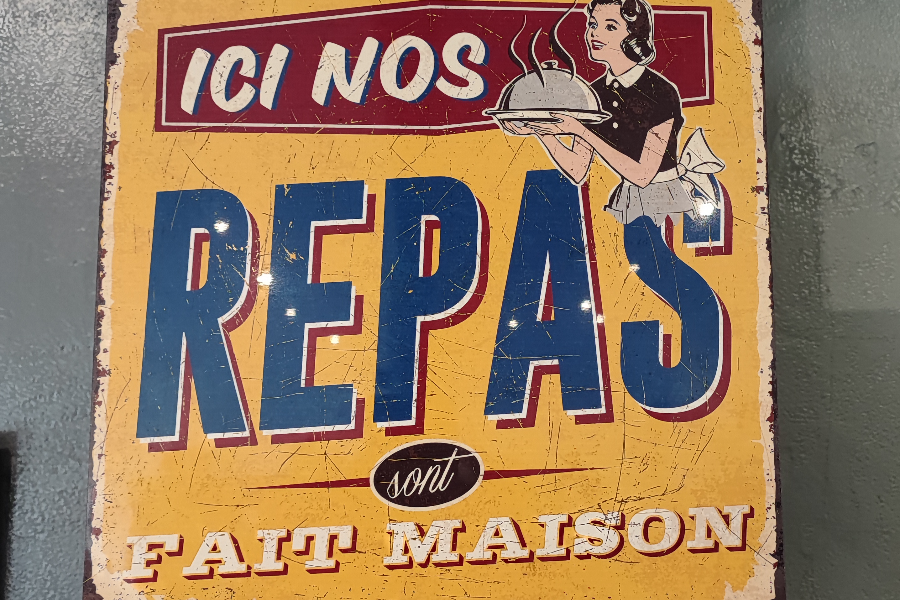 ICI NOS
REPAS
sont
FAIT MAISON